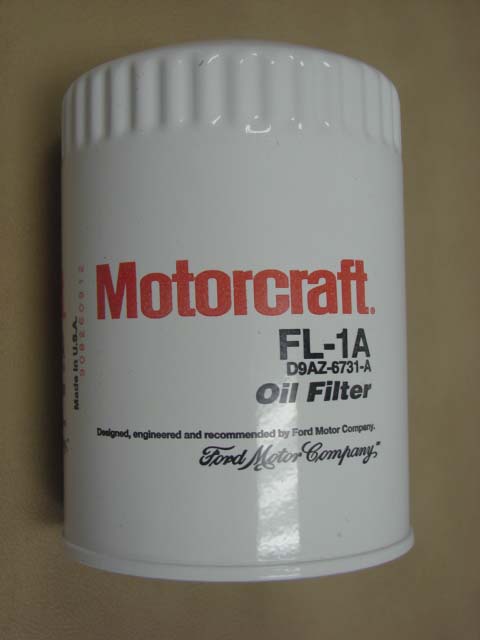 Motorcraft.
FL-1A
D9AZ-6731-A
Oil Filter
Designed, engineered and recommended by Ford Motor Company.
Ford Motor Company,™
Made in U.S.A.